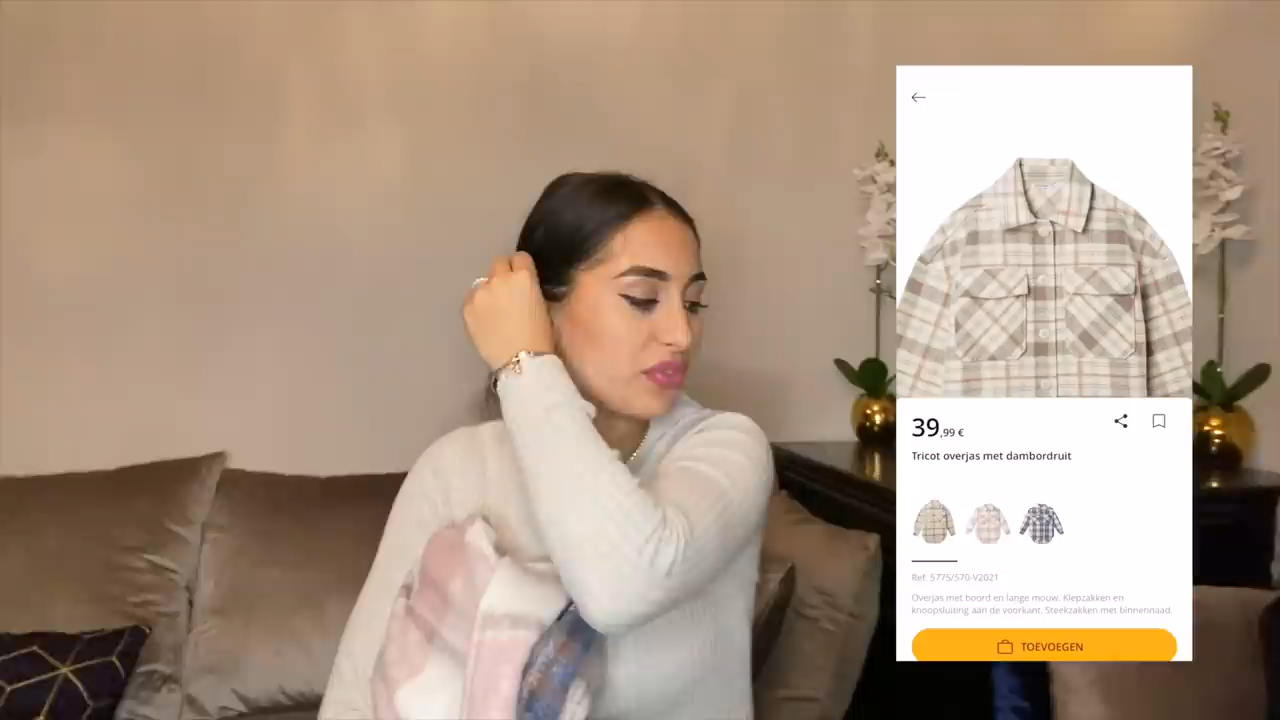 39,99 €
Tricot overjas met dambordruit
Ref. 5775/570-V2021
Overjas met boord en lange mouw. Klepzakken en
knoopsluiting aan de voorkant. Steekzakken met binnennaad.
TOEVOEGEN